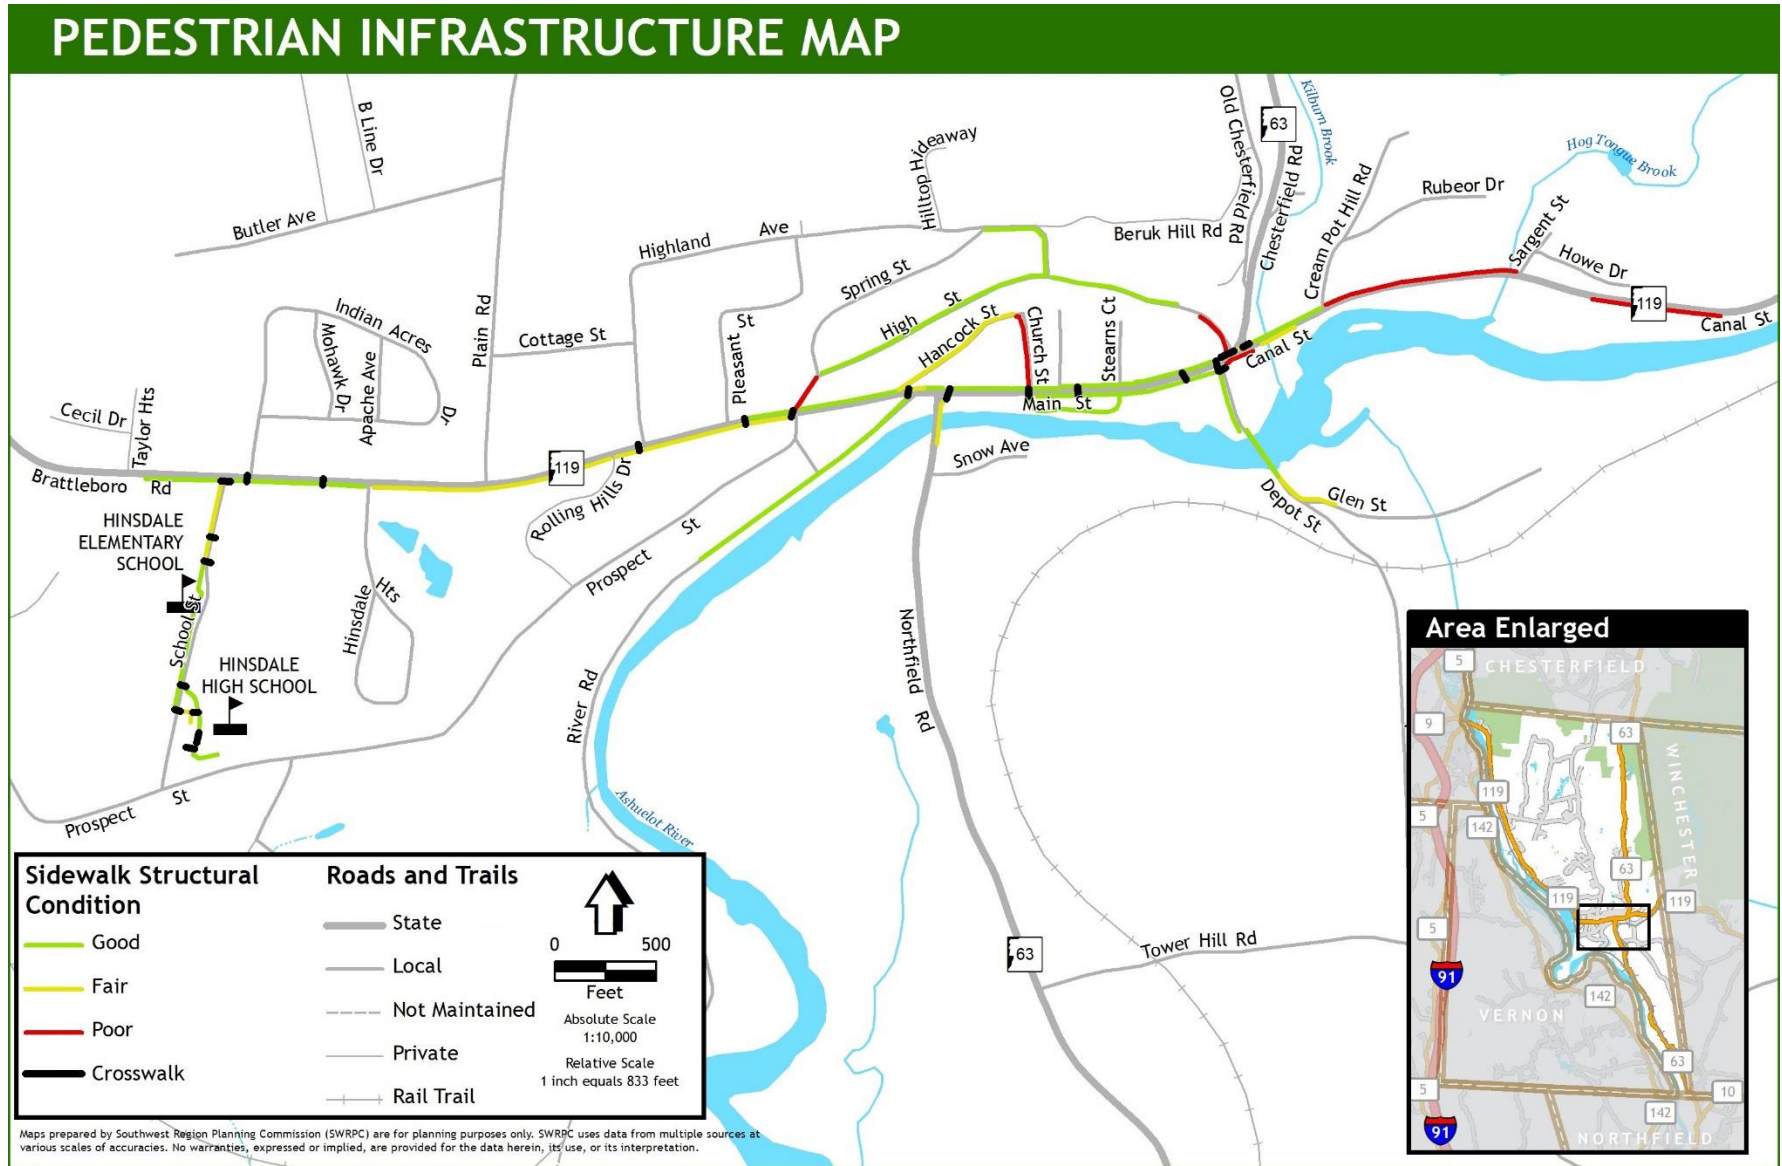 PEDESTRIAN INFRASTRUCTURE MAP
B Line Dr
Butler Ave
Plain Rd
Hilltop Hideaway
Highland Ave
Beruk Hill Rd
Old Chesterfield Rd
63
Chesterfield Rd
Kilburn Brook
Cream Pot Hill Rd
Rubeor Dr
Hog Tongue Brook
Sargent St
Howe Dr
119
Canal St
Indian Acres Dr
Mohawk Dr
Apache Ave
Cottage St
Pleasant St
Spring St
High St
Hancock St
Church St
Stearns Ct
Canal St
Main St
Cecil Dr
Taylor Hts
Brattleboro Rd
119
Rolling Hills Dr
Snow Ave
Prospect St
Depot St
Glen St
HINSDALE
ELEMENTARY
SCHOOL
School St
Hinsdale Hts
HINSDALE
HIGH SCHOOL
River Rd
Northfield Rd
Ashuelot River
Prospect St
63
Tower Hill Rd
Sidewalk Structural
Condition
Good
Fair
Poor
Crosswalk
Roads and Trails
State
Local
Not Maintained
Private
Rail Trail
0 500
Feet
Absolute Scale
1:10,000
Relative Scale
1 inch equals 833 feet
Maps prepared by Southwest Region Planning Commission (SWRPC) are for planning purposes only. SWRPC uses data from multiple sources at
various scales of accuracies. No warranties, expressed or implied, are provided for the data herein, its use, or its interpretation.
Area Enlarged
5
CHESTERFIELD
9
63
WINCHESTER
119
5
142
63
119
119
5
91
142
VERNON
63
5
10
142
91
NORTHFIELD